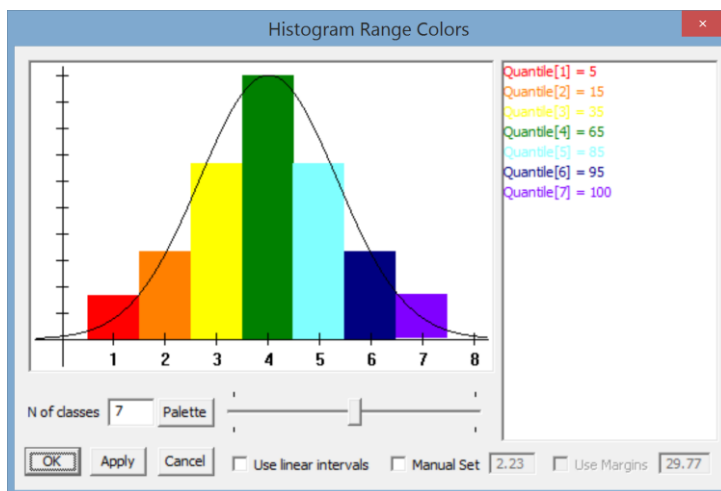 Histogram Range Colors
×
Quantile[1] = 5
Quantile[2] = 15
Quantile[3] = 35
Quantile[4] = 65
Quantile[5] = 85
Quantile[6] = 95
Quantile[7] = 100
1 2 3 4 5 6 7 8
N of classes 7 Palette
OK Apply Cancel Use linear intervals Manual Set 2.23 Use Margins 29.77